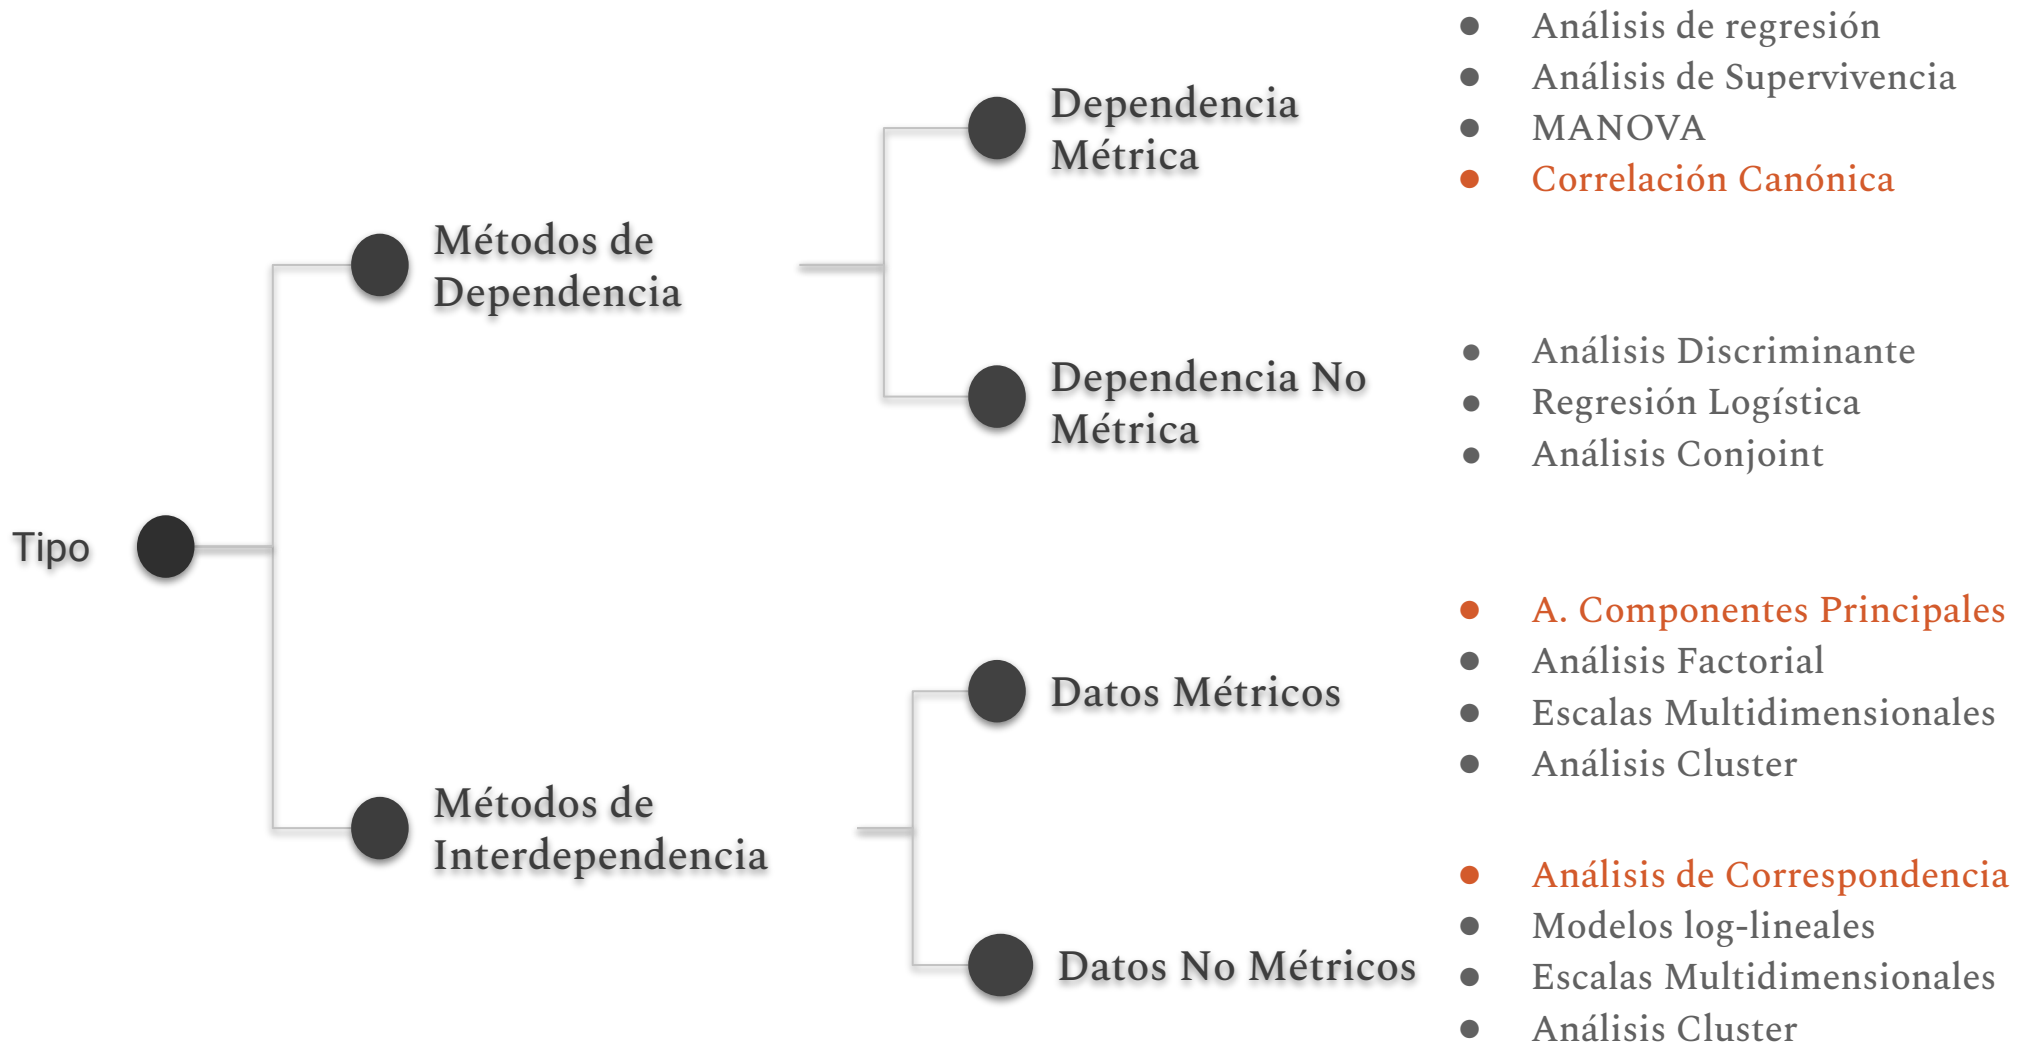 Tipo
Métodos de
Dependencia
Dependencia
Métrica
Análisis de regresión
Análisis de Supervivencia
MANOVA
Correlación Canónica
Dependencia No
Métrica
Análisis Discriminante
Regresión Logística
Análisis Conjoint
Métodos de
Interdependencia
Datos Métricos
A. Componentes Principales
Análisis Factorial
Escalas Multidimensionales
Análisis Cluster
Datos No Métricos
Análisis de Correspondencia
Modelos log-lineales
Escalas Multidimensionales
Análisis Cluster